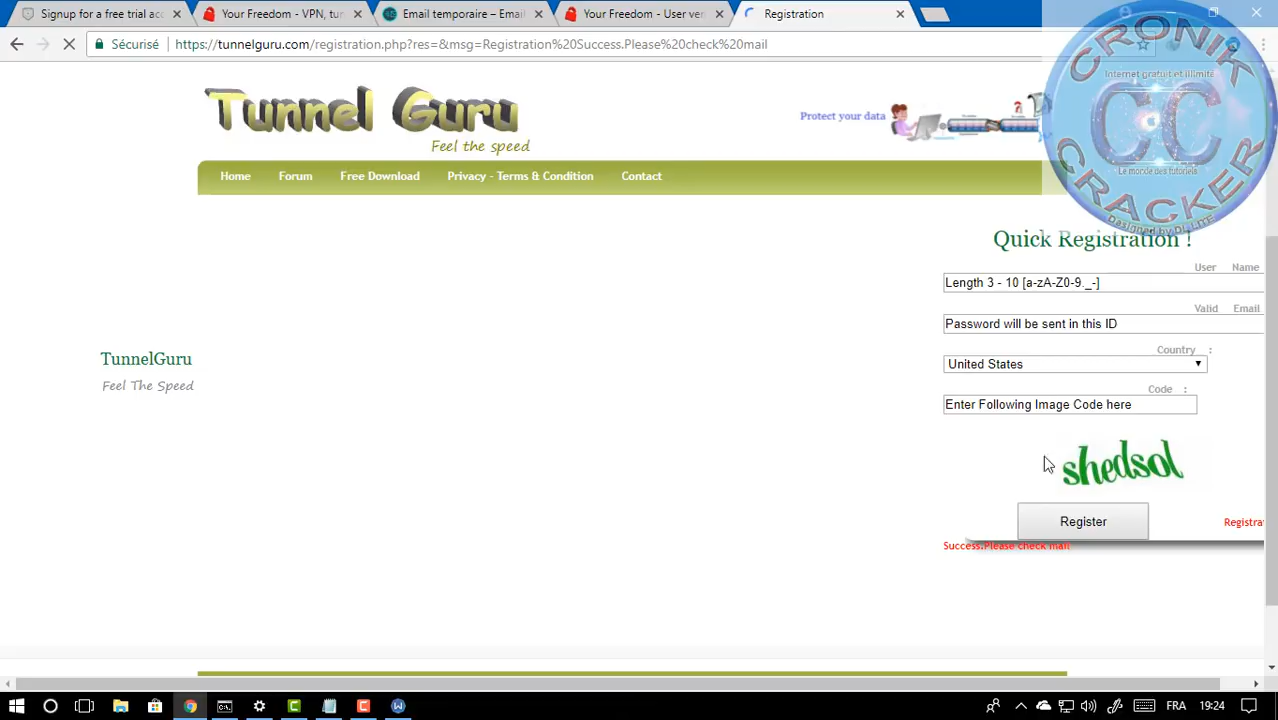 Signup for a free trial acc
Your Freedom - VPN, tun
Email temporaire – Email
Your Freedom - User ver
Registration
Sécurisé
https://tunnelguru.com/registration.php?res=&msg=Registration%20Success.Please%20check%20mail
CRONIK
Internet gratuit et illimité
CC
Le monde des tutoriels
CRACKER
Tunnel Guru
Feel the speed
Protect your data
Home Forum Free Download Privacy - Terms & Condition Contact
Quick Registration !
User Name
Length 3 - 10 [a-zA-Z0-9._-]
Valid Email
Password will be sent in this ID
TunnelGuru
Feel The Speed
Country :
United States
Code :
Enter Following Image Code here
shedsol
Register
Registra
Success.Please check mail
FRA
19:24